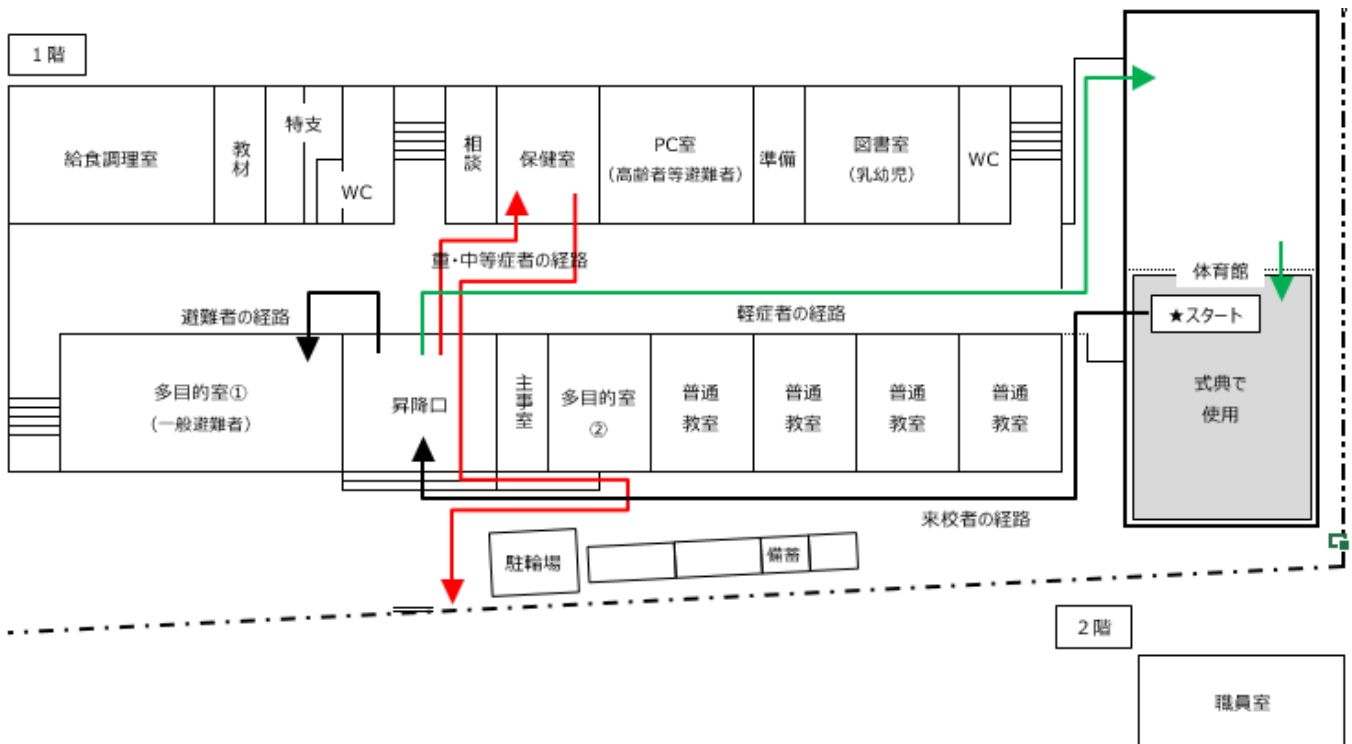 1階
給食調理室
教材
特支
WC
相談
保健室
PC室
(高齢者等避難者)
準備
図書室
(乳幼児)
WC
重・中等症者の経路
体育館
避難者の経路
軽症者の経路
★スタート
多目的室①
(一般避難者)
昇降口
主事室
多目的室
②
普通
教室
普通
教室
普通
教室
普通
教室
式典で
使用
来校者の経路
駐輪場
備蓄
2階
職員室